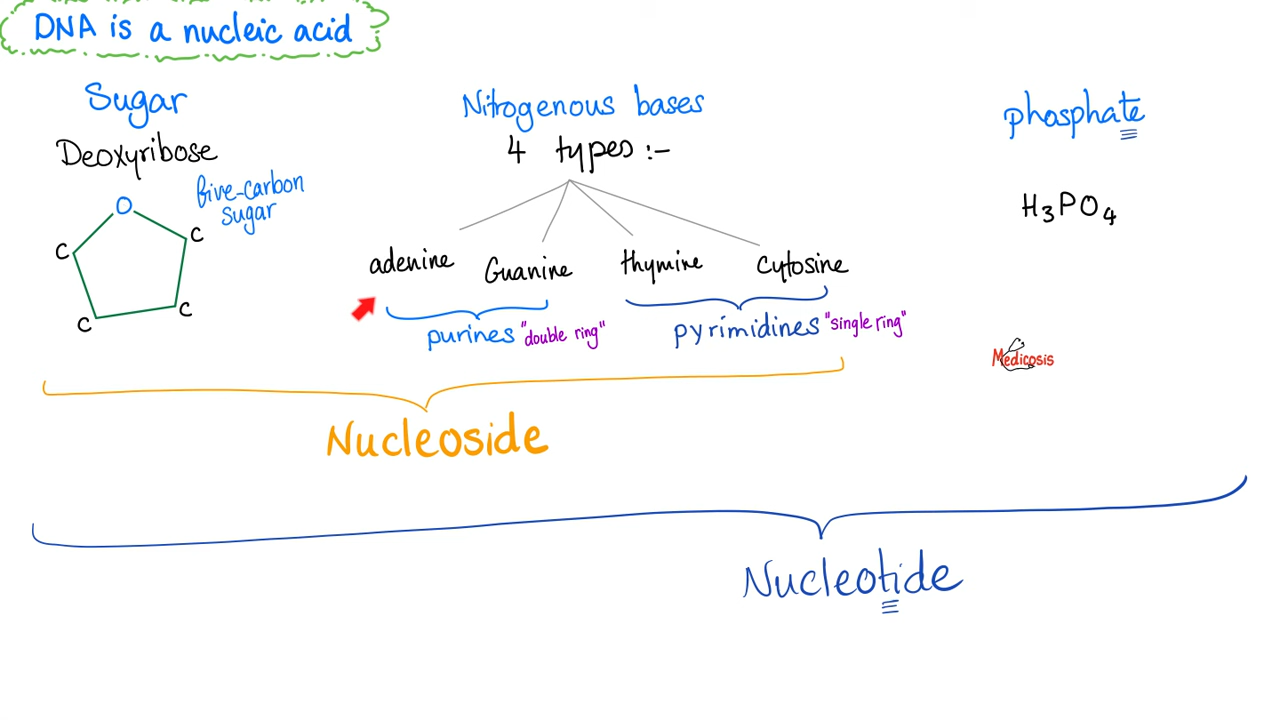 DNA is a nucleic acid
Sugar
Deoxyribose
five-carbon
sugar
O
C
C
C
C
Nitrogenous bases
4 types :-
adenine Guanine thymine cytosine
purines "double ring"
pyrimidines "single ring"
phosphate
H3PO4
Medicosis
Nucleoside
Nucleotide